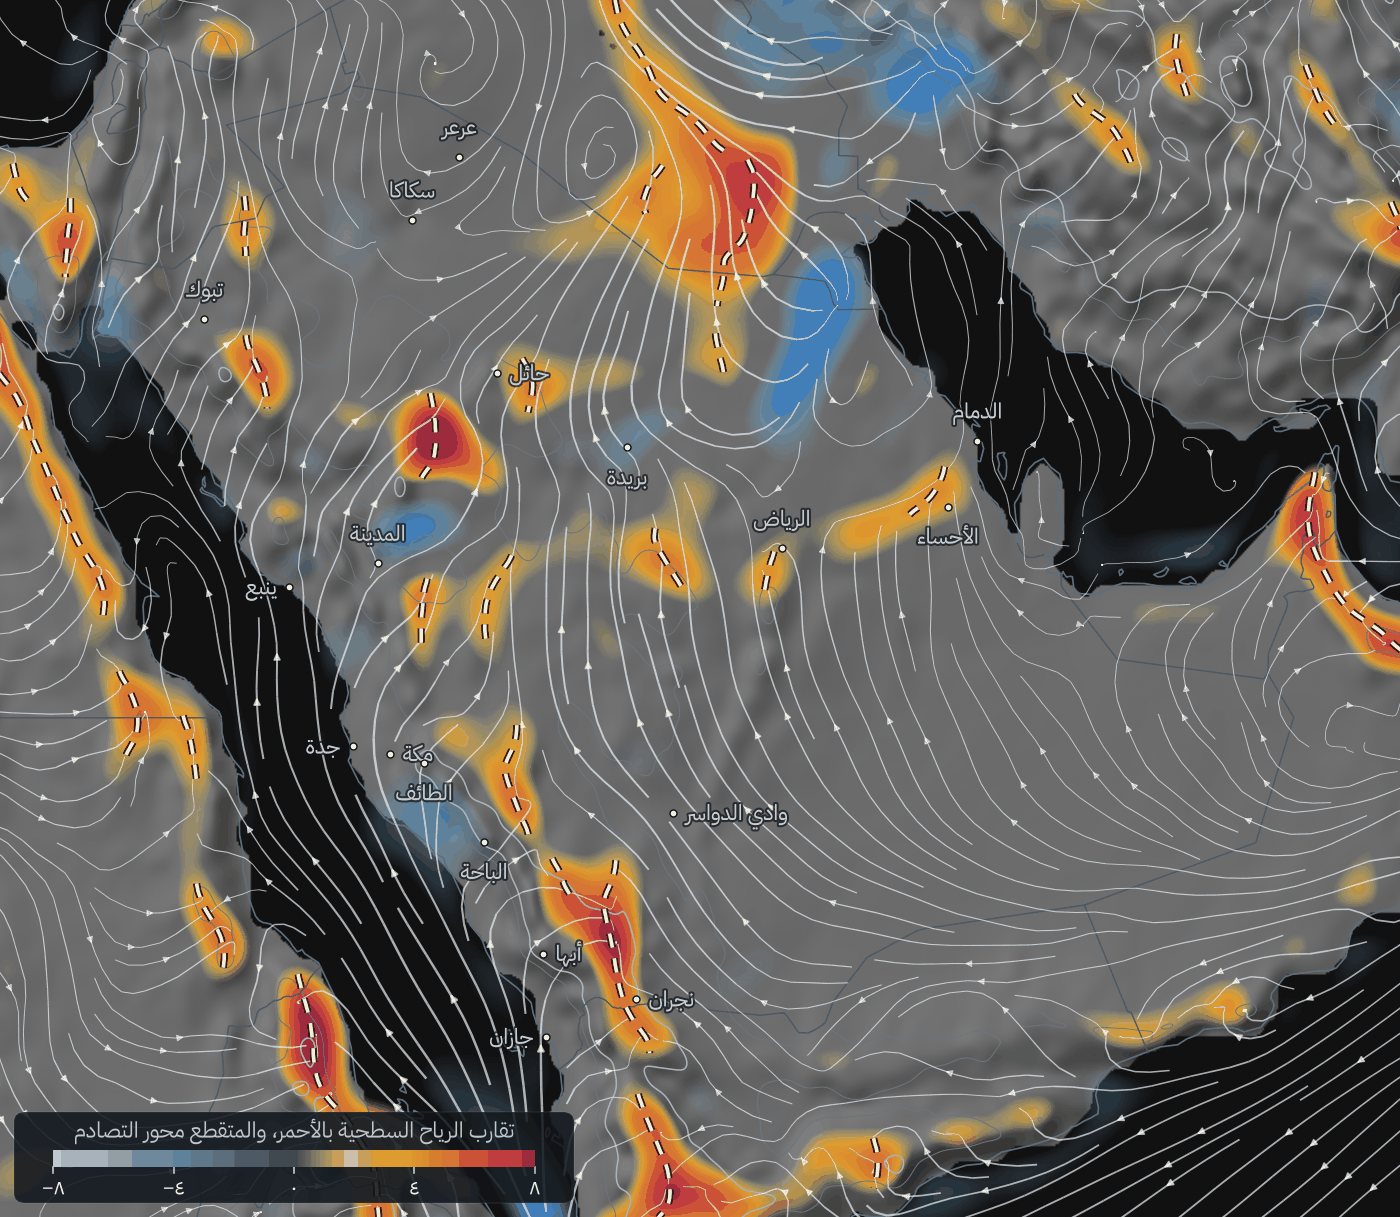 عرعر
سكاكا
تبوك
حائل
الدمام
بريدة
الرياض
المدينة
الأحساء
ينبع
جدة
مكة
الطائف
وادي الدواسر
الباحة
أبها
نجران
جازان
تقارب الرياح السطحية بالأحمر، والمتقطع محور التصادم
−٨ −٤ ٠ ٤ ٨